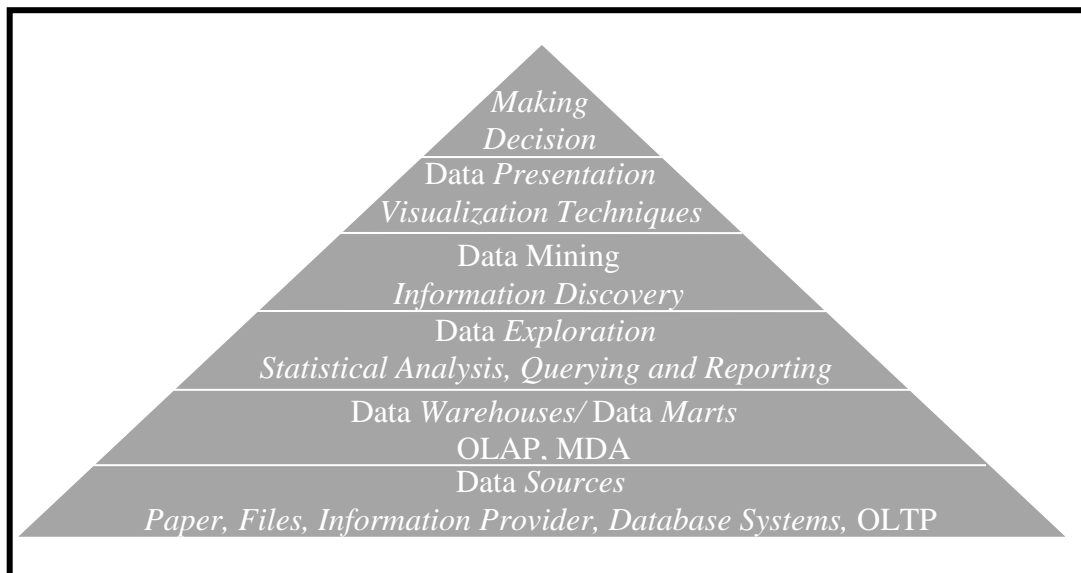 Making
Decision
Data Presentation
Visualization Techniques
Data Mining
Information Discovery
Data Exploration
Statistical Analysis, Querying and Reporting
Data Warehouses/ Data Marts
OLAP, MDA
Data Sources
Paper, Files, Information Provider, Database Systems, OLTP